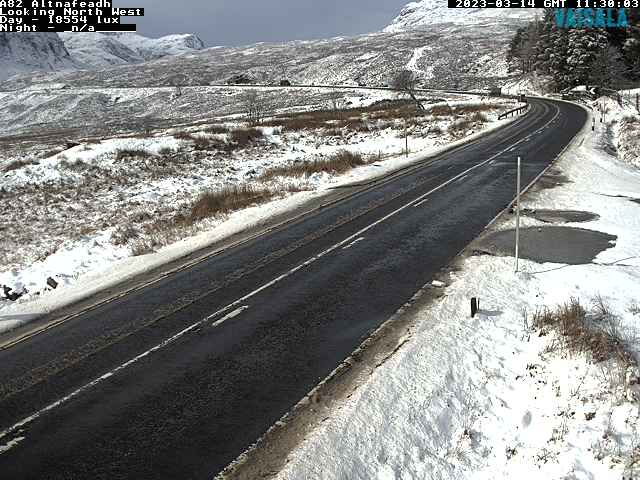 A82 Altnafeadh
Looking North West
Day - 18554 lux
Night - n/a
2023-03-14 GMT 11:30:03
VAISALA